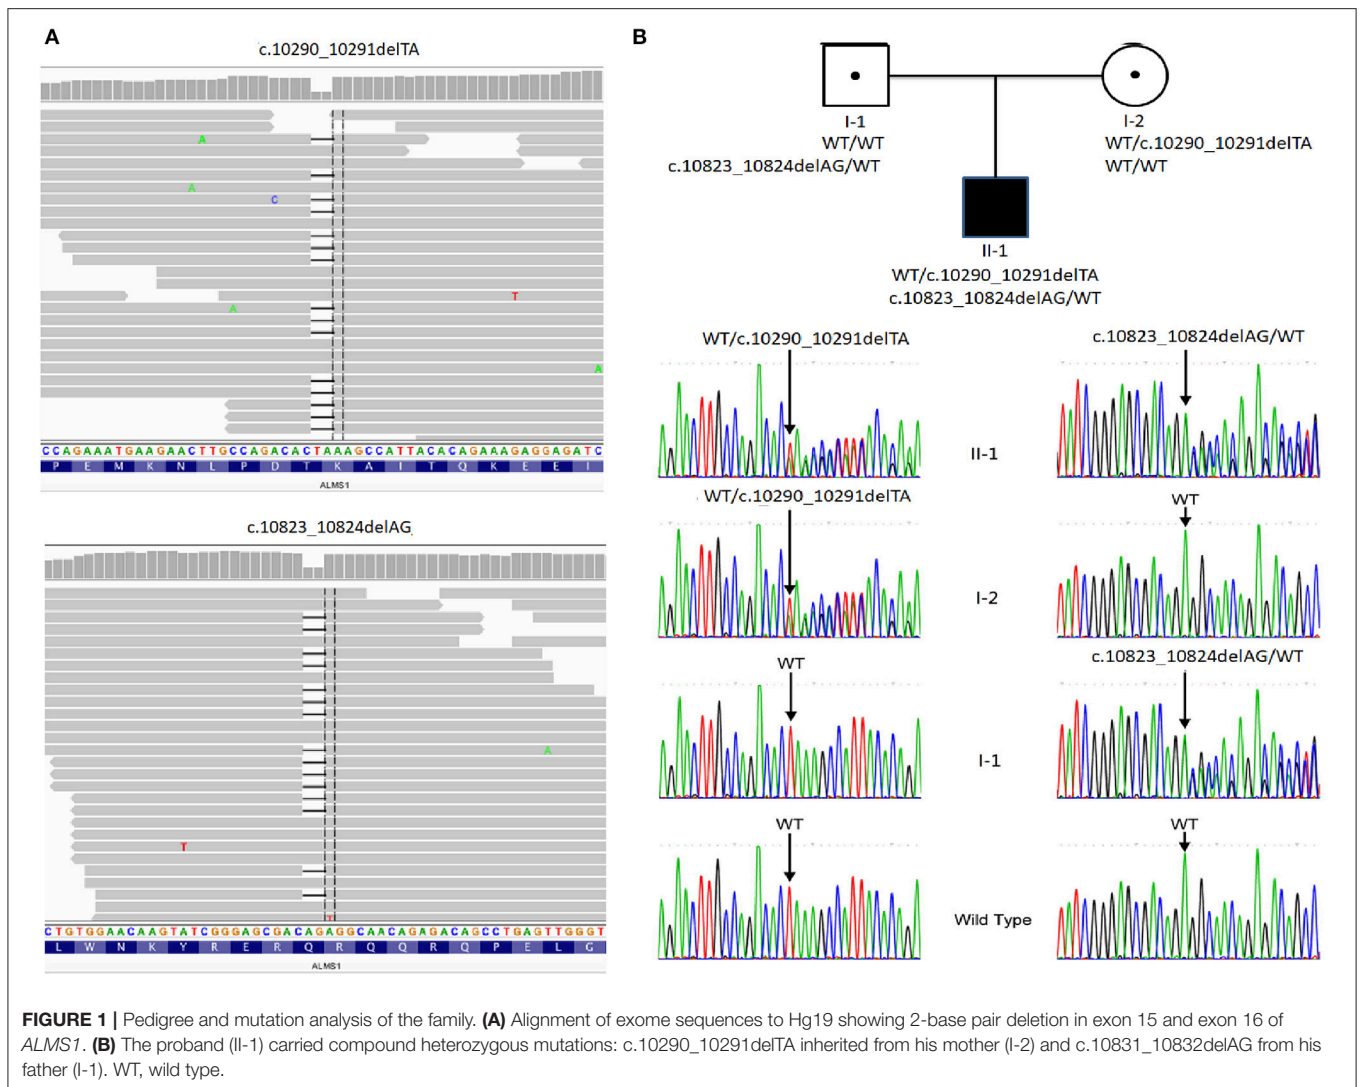 A
c.10290_10291delTA
A
A
C
T
A
A
CCAGAAATGAAGAACTTGCCAGACACTAAAGCCATTACACAGAAAGAGGAGATC
P E M K N L P D T K A I T Q K E E I
ALMS1
c.10823_10824delAG
A
T
T
CTGTGGAACAAGTATCGGGAGCGACAGAGGCAACAGAGACAGCCTGAGTTGGGT
L W N K Y R E R Q R Q Q R Q P E L G
ALMS1
B
I-1
WT/WT
c.10823_10824delAG/WT
I-2
WT/c.10290_10291delTA
WT/WT
II-1
WT/c.10290_10291delTA
c.10823_10824delAG/WT
WT/c.10290_10291delTA
c.10823_10824delAG/WT
II-1
WT/c.10290_10291delTA
WT
I-2
WT
c.10823_10824delAG/WT
I-1
WT
WT
Wild Type
FIGURE 1 | Pedigree and mutation analysis of the family. (A) Alignment of exome sequences to Hg19 showing 2-base pair deletion in exon 15 and exon 16 of
ALMS1. (B) The proband (II-1) carried compound heterozygous mutations: c.10290_10291delTA inherited from his mother (I-2) and c.10831_10832delAG from his
father (I-1). WT, wild type.